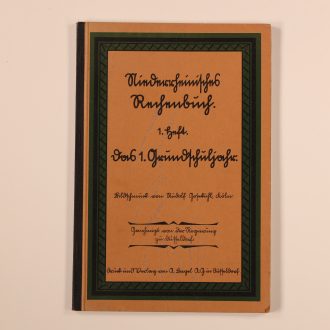 Niederrheinisches
Rechenbuch.
1. Heft.
Das 1. Grundschuljahr.
Bildschmuck von Rudolf Köln
Genehmigt von der Regierung
zu Düsseldorf
Druck und Verlag von A. Bagel A.G in Düsseldorf